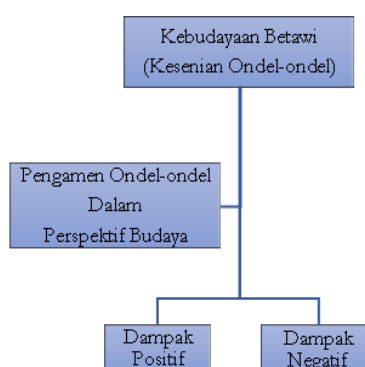 Kebudayaan Betawi
(Kesenian Ondel-ondel)
Pengamen Ondel-ondel
Dalam
Perspektif Budaya
Dampak
Positif
Dampak
Negatif